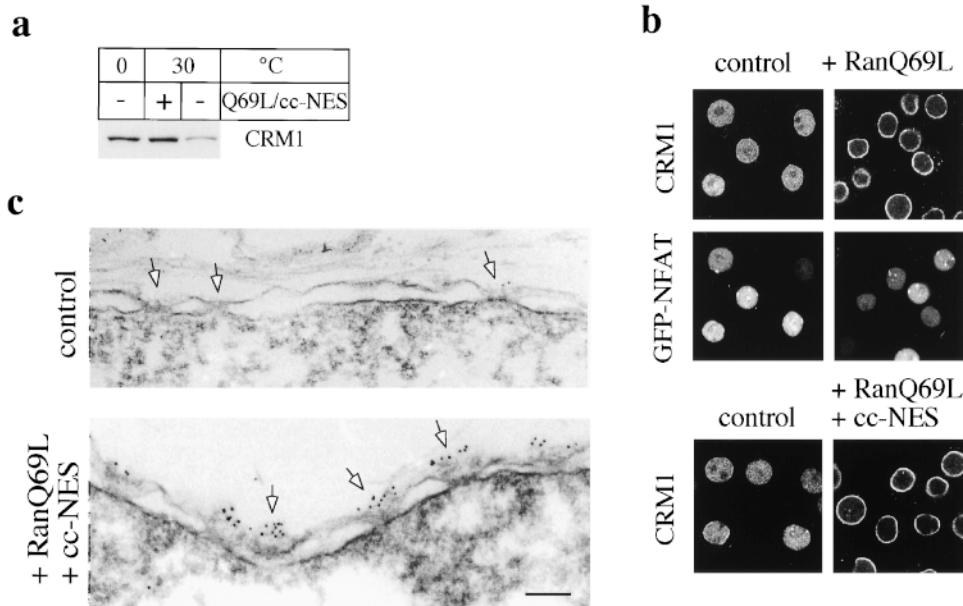 a
0 30 °C
- + - Q69L/cc-NES
CRM1
b
control + RanQ69L
CRM1
GFP-NFAT
control + RanQ69L
+ cc-NES
CRM1
c
control
+ RanQ69L
+ cc-NES